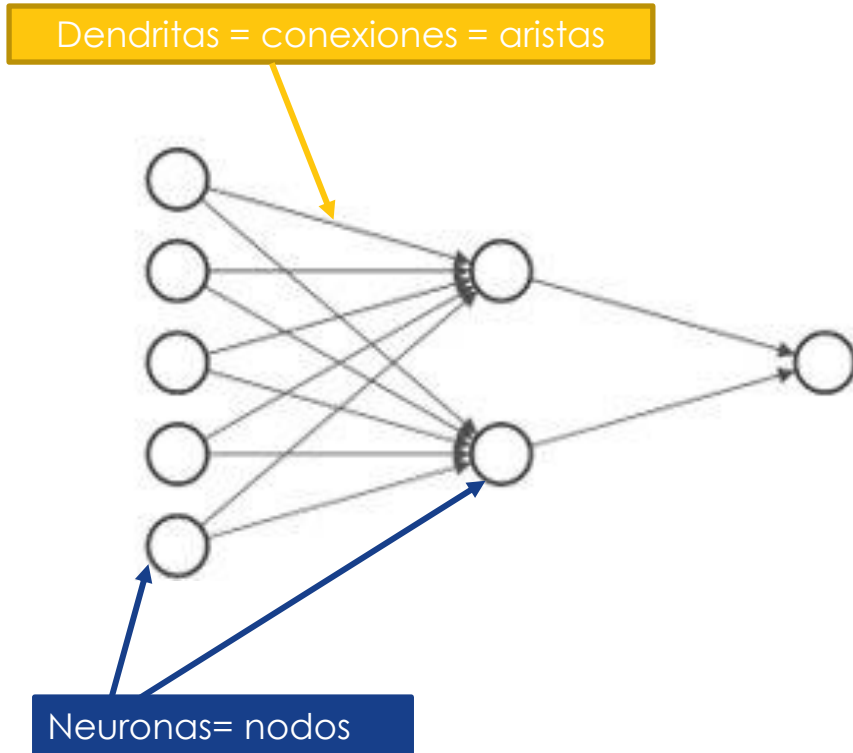 Dendritas = conexiones = aristas
Neuronas= nodos